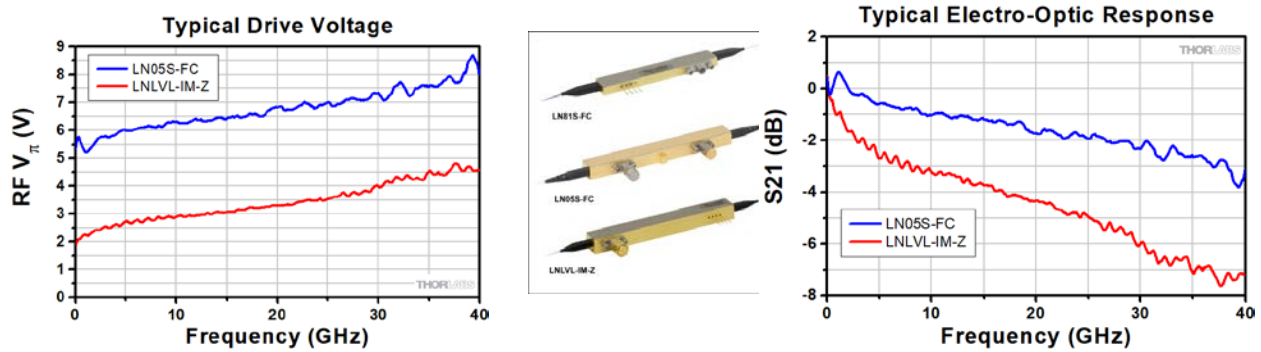 Typical Drive Voltage
RF Vπ (V)
9
8
7
6
5
4
3
2
1
0
LN05S-FC
LNLVL-IM-Z
THORLABS
0
10
20
30
40
Frequency (GHz)
LN81S-FC
LN05S-FC
LNLVL-IM-Z
Typical Electro-Optic Response
S21 (dB)
2
0
-2
-4
-6
-8
THORLABS
LN05S-FC
LNLVL-IM-Z
0
10
20
30
40
Frequency (GHz)